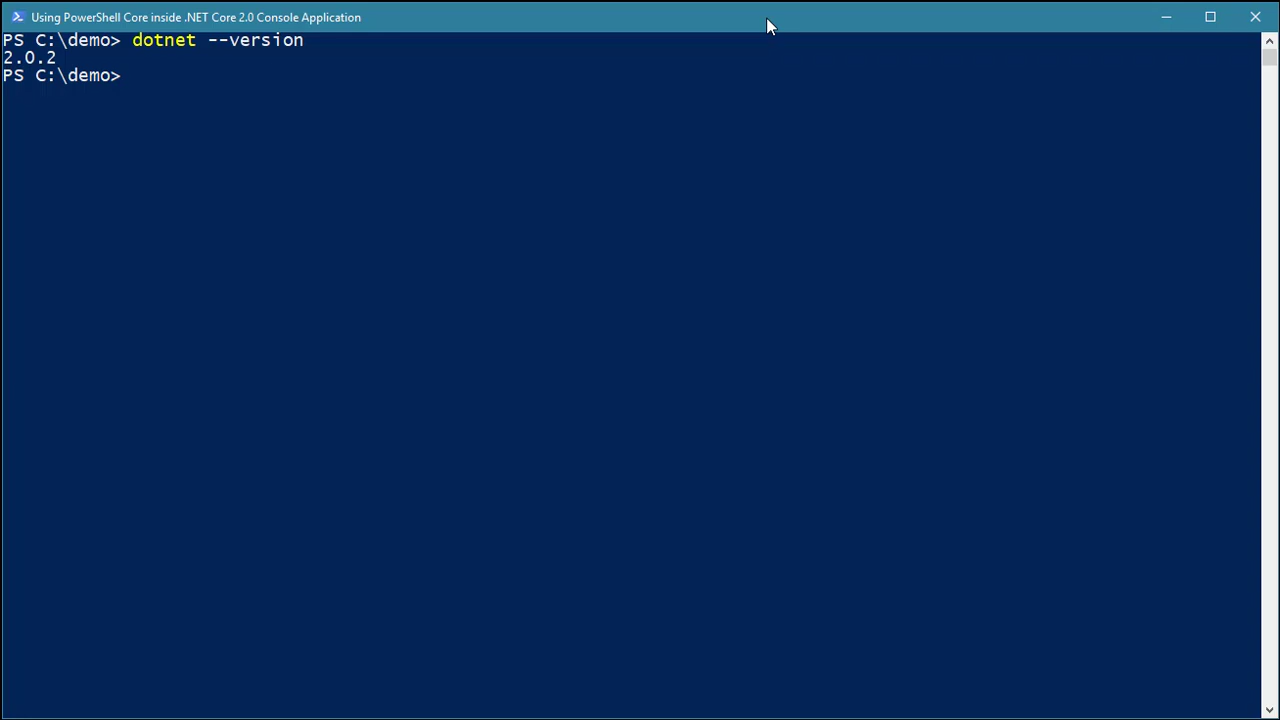 Using PowerShell Core inside .NET Core 2.0 Console Application
PS C:\demo> dotnet --version
2.0.2
PS C:\demo>